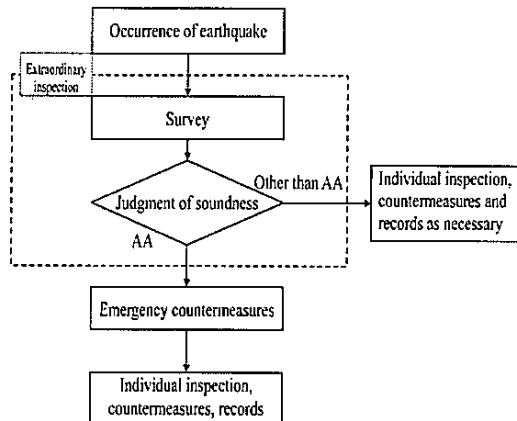 Occurrence of earthquake
Extraordinary
inspection
Survey
Judgment of soundness
Other than AA
Individual inspection,
countermeasures and
records as necessary
AA
Emergency countermeasures
Individual inspection,
countermeasures, records